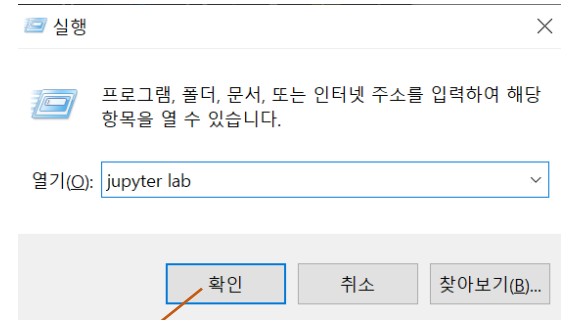 실행
프로그램, 폴더, 문서, 또는 인터넷 주소를 입력하여 해당
항목을 열 수 있습니다.
열기(O): jupyter lab
확인 취소 찾아보기(B)...